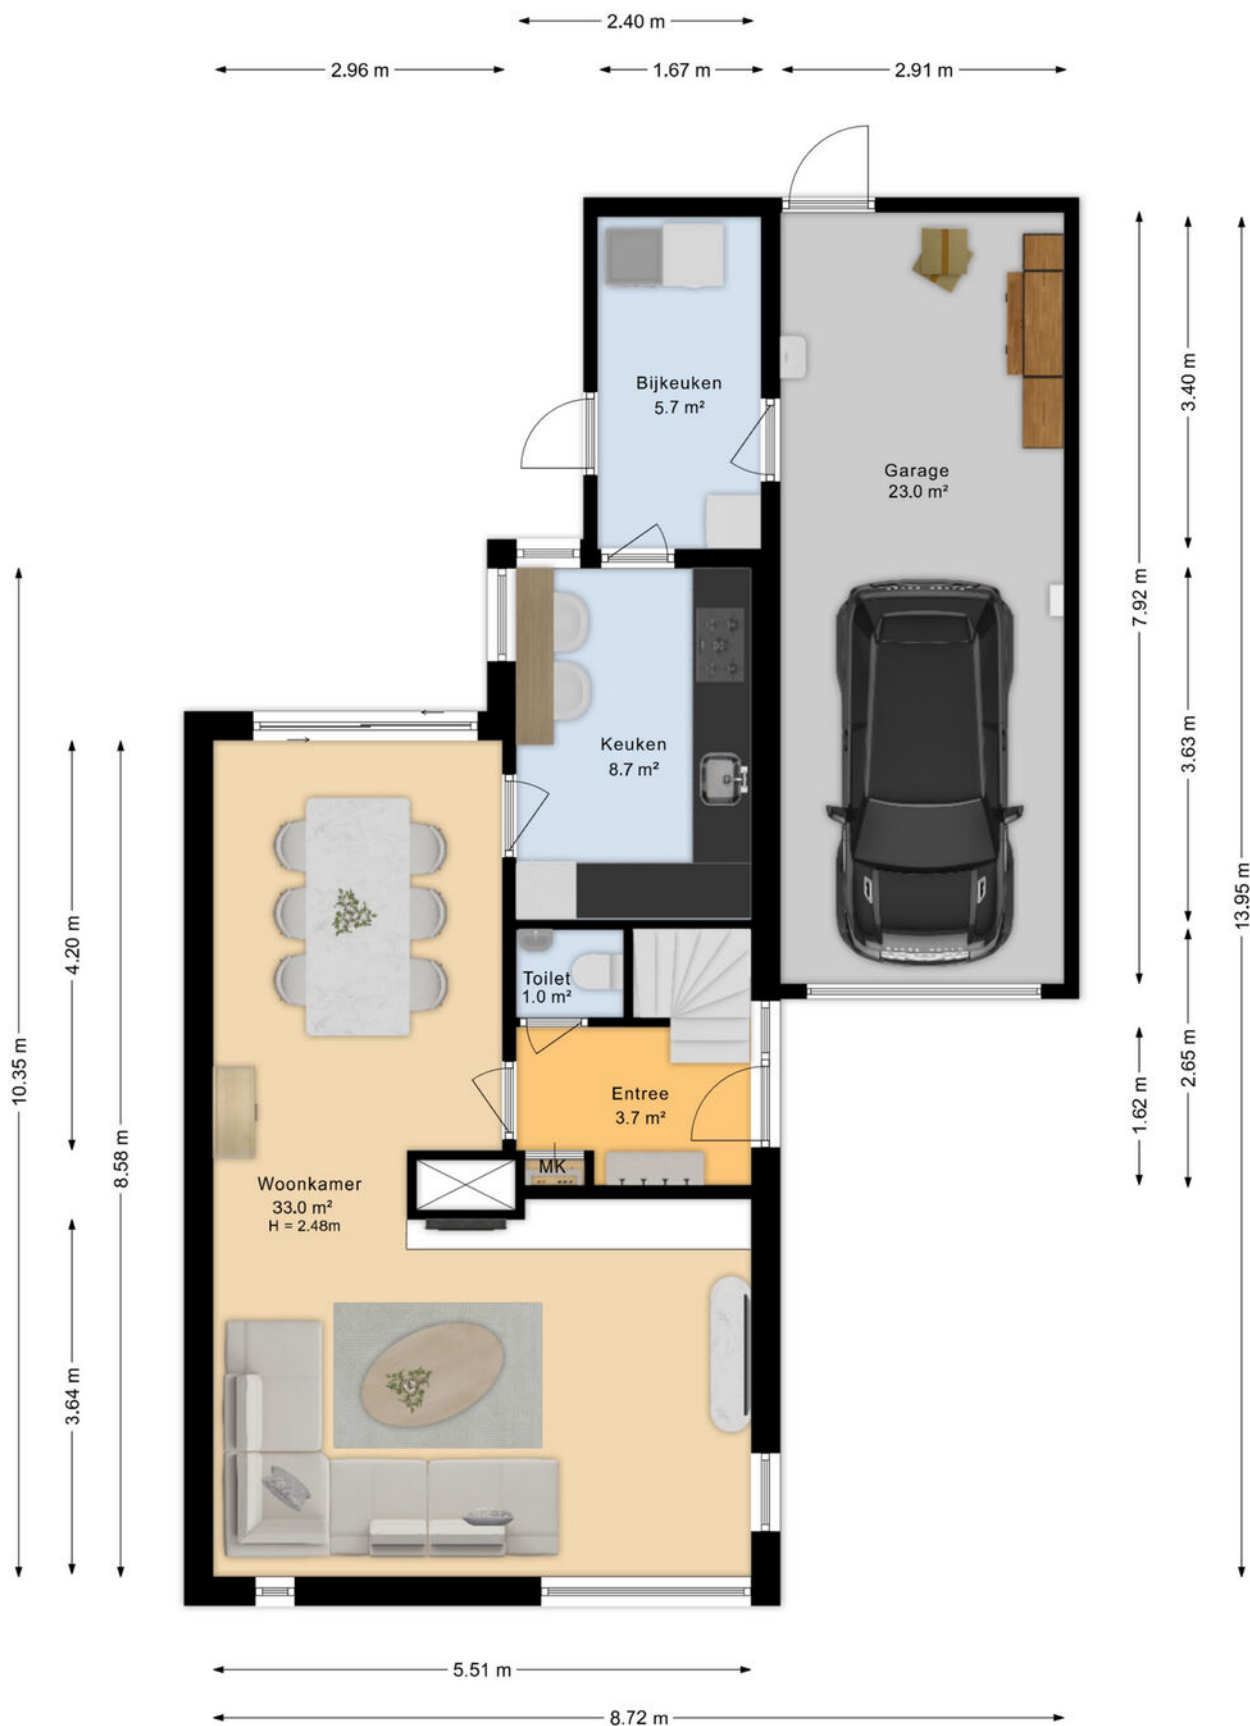 2.40 m
2.96 m
1.67 m
2.91 m
Bijkeuken
5.7 m²
Garage
23.0 m²
3.40 m
7.92 m
3.63 m
13.95 m
Keuken
8.7 m²
4.20 m
8.58 m
10.35 m
Toilet
1.0 m²
Entree
3.7 m²
MK
1.62 m
2.65 m
Woonkamer
33.0 m²
H = 2.48m
3.64 m
5.51 m
8.72 m